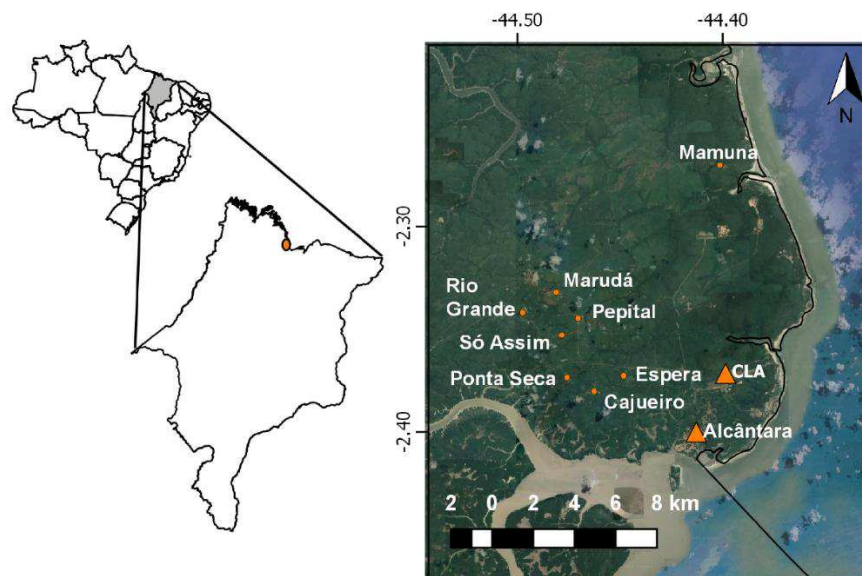 -44.50 -44.40
N
Mamuna
-2.30
Marudá
Rio
Grande
Pepital
Só Assim
Ponta Seca
Espera
CLA
Cajueiro
-2.40
Alcântara
2 0 2 4 6 8 km